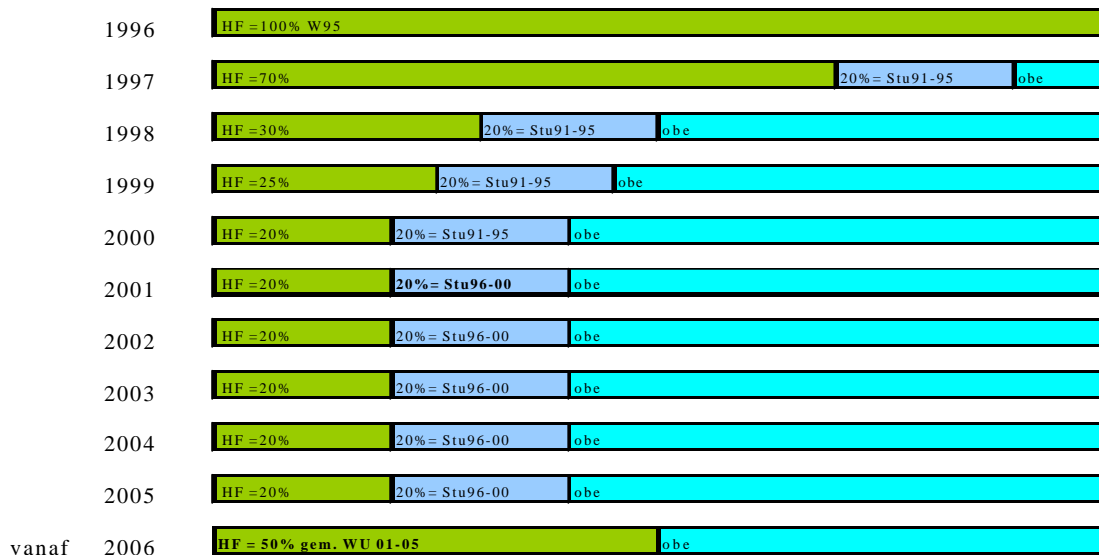 1996 HF =100% W95
1997 HF =70% 20%= Stu91-95 obe
1998 HF =30% 20%= Stu91-95 obe
1999 HF =25% 20%= Stu91-95 obe
2000 HF =20% 20%= Stu91-95 obe
2001 HF =20% 20%= Stu96-00 obe
2002 HF =20% 20%= Stu96-00 obe
2003 HF =20% 20%= Stu96-00 obe
2004 HF =20% 20%= Stu96-00 obe
2005 HF =20% 20%= Stu96-00 obe
vanaf 2006 HF = 50% gem. WU 01-05 obe